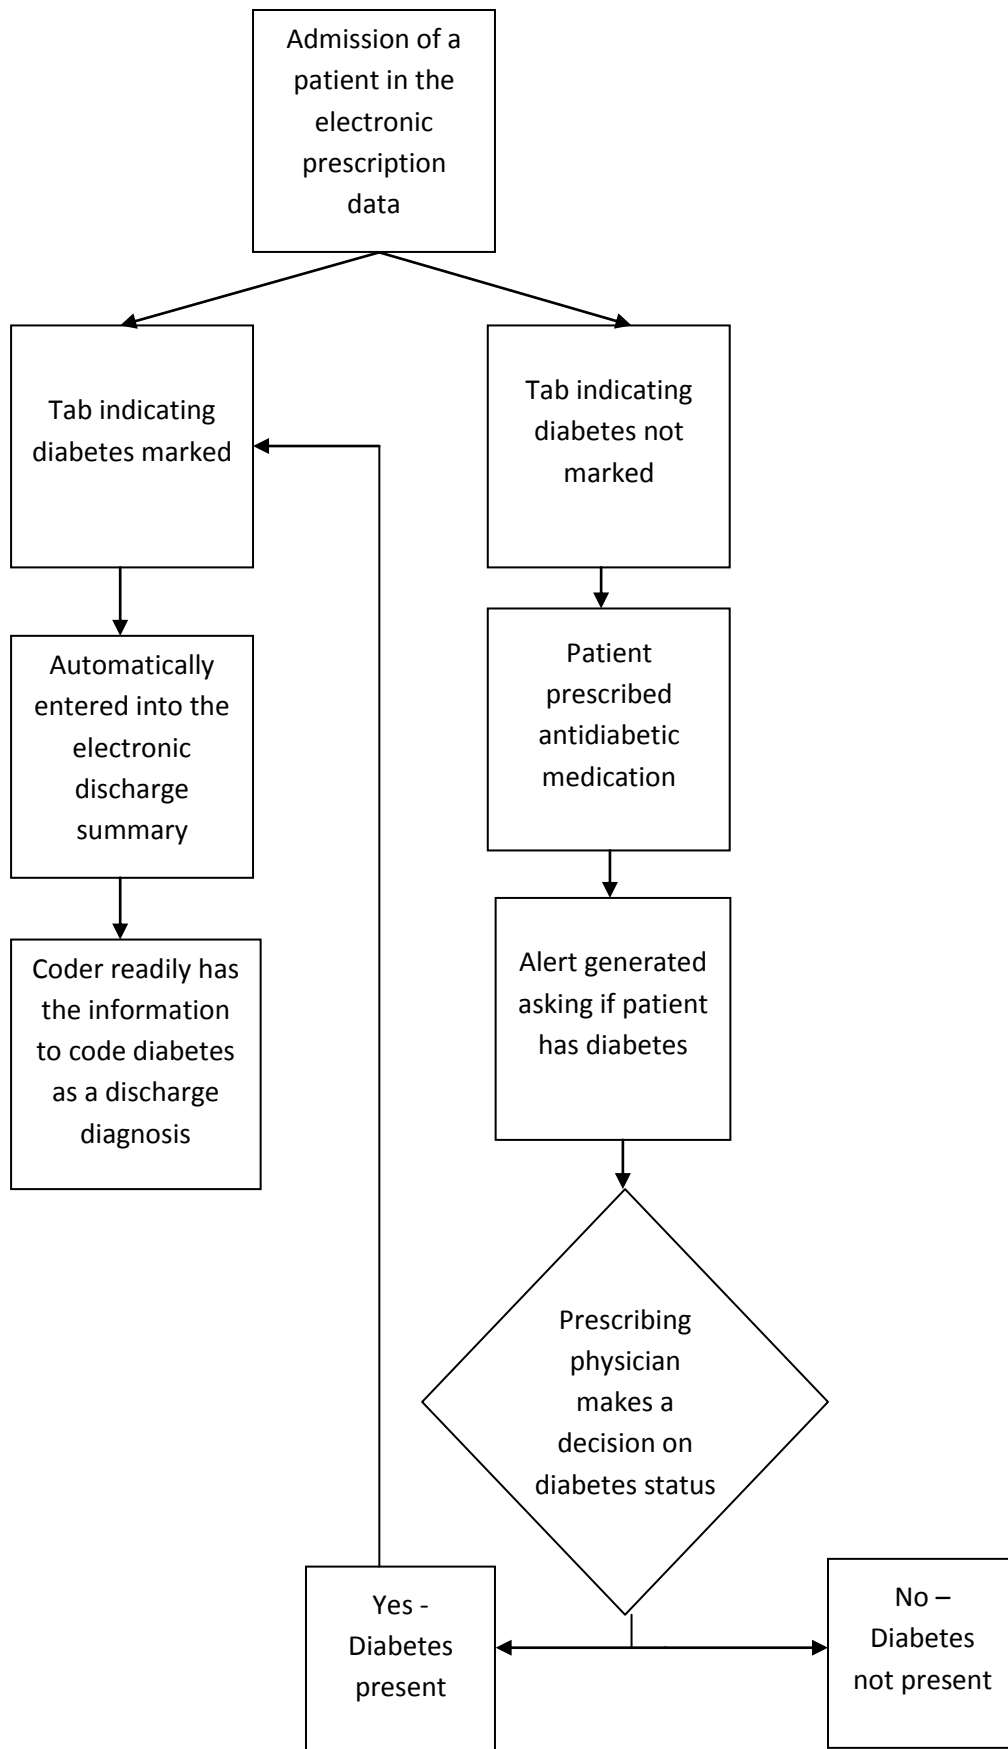 Admission of a
patient in the
electronic
prescription
data
Tab indicating
diabetes marked
Tab indicating
diabetes not
marked
Automatically
entered into the
electronic
discharge
summary
Patient
prescribed
antidiabetic
medication
Coder readily has
the information
to code diabetes
as a discharge
diagnosis
Alert generated
asking if patient
has diabetes
Prescribing
physician
makes a
decision on
diabetes status
Yes -
Diabetes
present
No –
Diabetes
not present